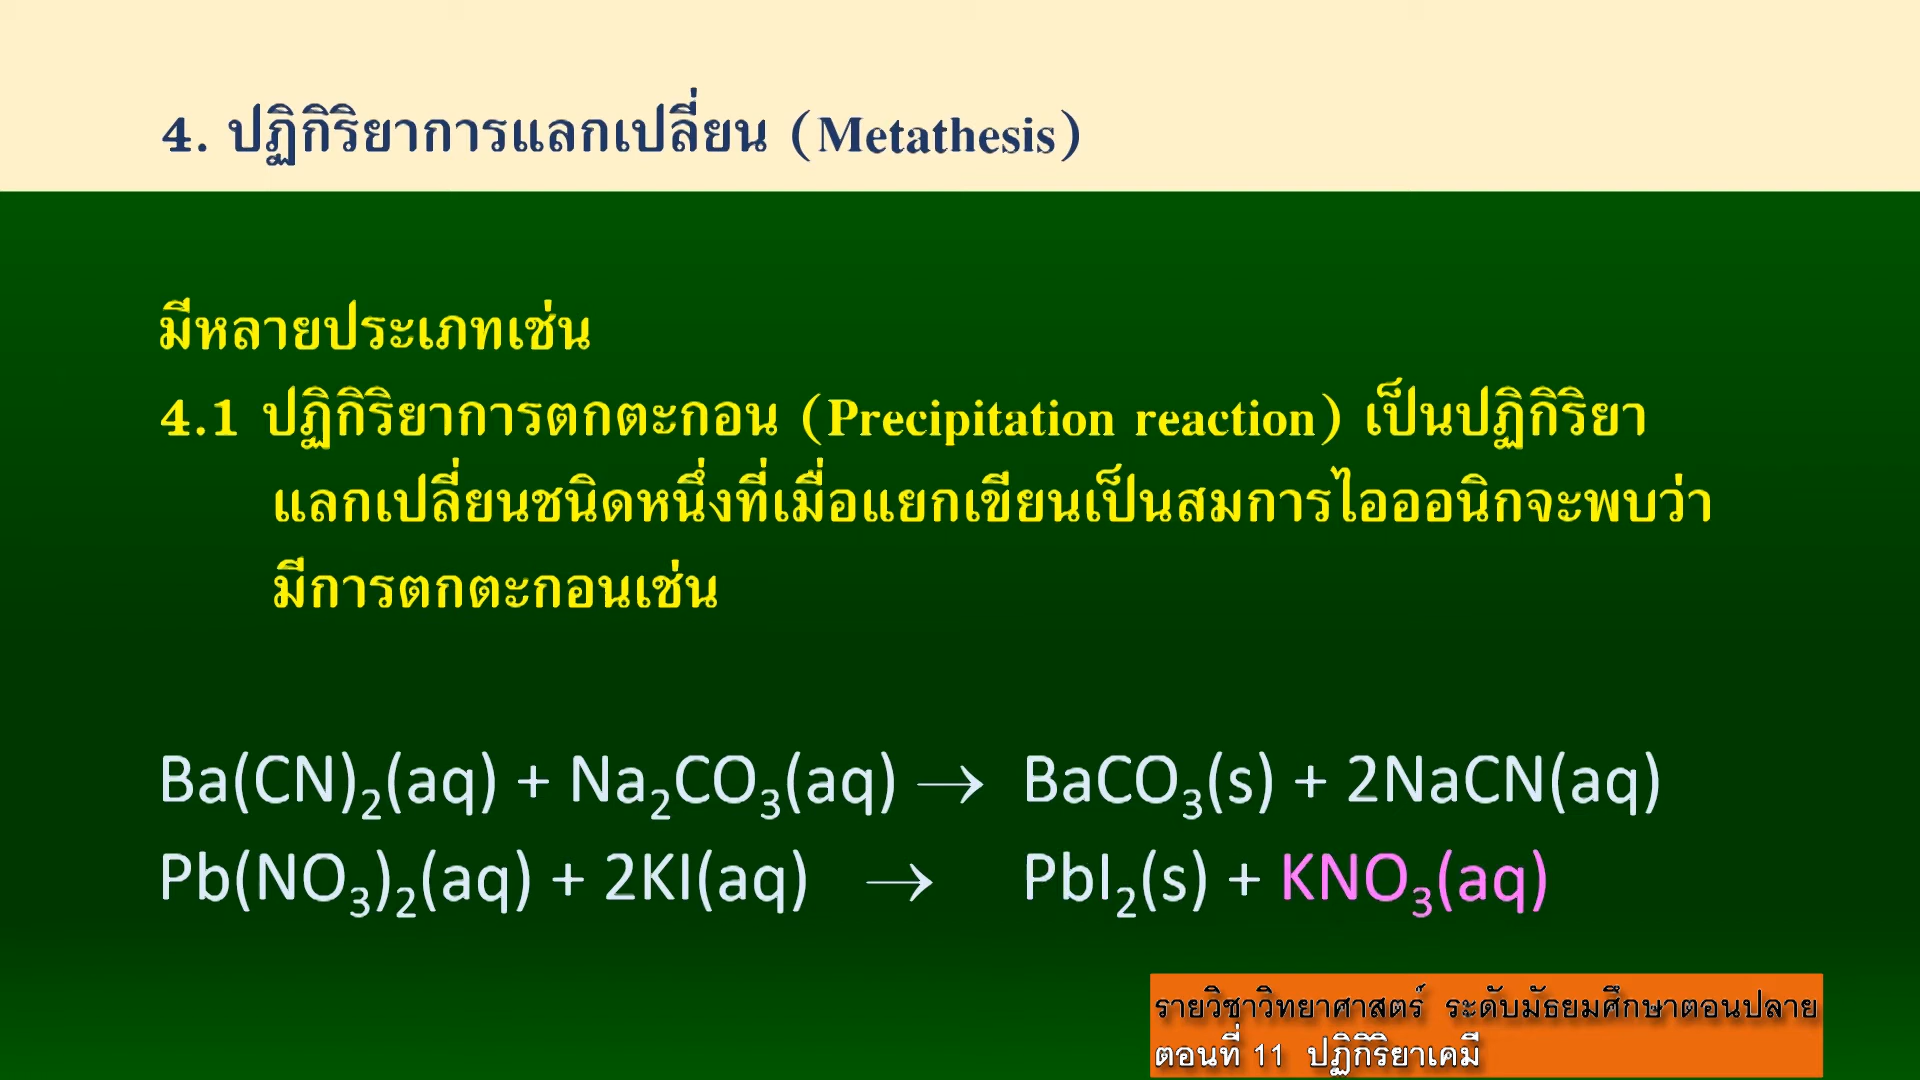 4. ปฏิกิริยาการแลกเปลี่ยน (Metathesis)
มีหลายประเภทเช่น
4.1 ปฏิกิริยาการตกตะกอน (Precipitation reaction) เป็นปฏิกิริยา
แลกเปลี่ยนชนิดหนึ่งที่เมื่อแยกเขียนเป็นสมการไอออนิกจะพบว่า
มีการตกตะกอนเช่น
Ba(CN)₂(aq) + Na₂CO₃(aq) → BaCO₃(s) + 2NaCN(aq)
Pb(NO₃)₂(aq) + 2KI(aq) → PbI₂(s) + KNO₃(aq)
รายวิชาวิทยาศาสตร์ ระดับมัธยมศึกษาตอนปลาย
ตอนที่ 11 ปฏิกิริยาเคมี